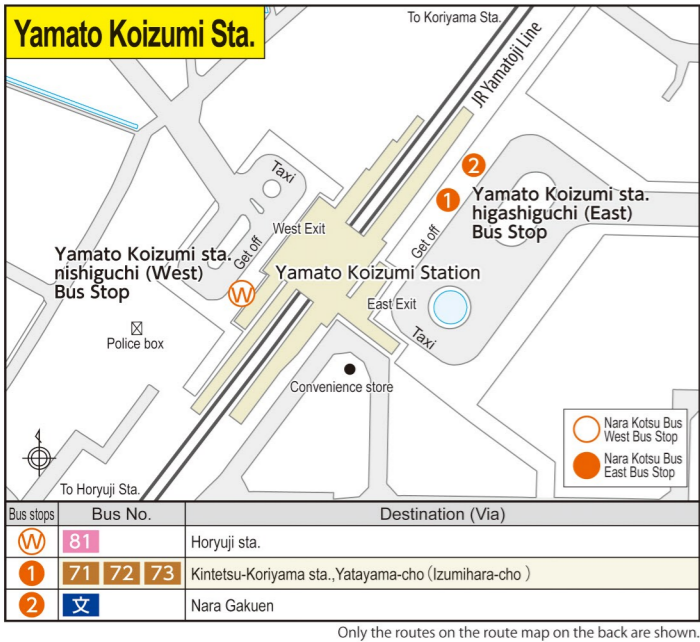 Yamato Koizumi Sta.
To Koriyama Sta.
JR Yamatoji Line
Taxi
West Exit
Get off
Yamato Koizumi sta.
nishiguchi (West)
Bus Stop
W
Police box
Yamato Koizumi Station
2
1
Yamato Koizumi sta.
higashiguchi (East)
Bus Stop
Get off
East Exit
Taxi
Convenience store
To Horyuji Sta.
Nara Kotsu Bus
West Bus Stop
Nara Kotsu Bus
East Bus Stop
Bus stops Bus No. Destination (Via)
W 81 Horyuji sta.
1 71 72 73 Kintetsu-Koriyama sta.,Yatayama-cho (Izumihara-cho )
2 文 Nara Gakuen
Only the routes on the route map on the back are shown.